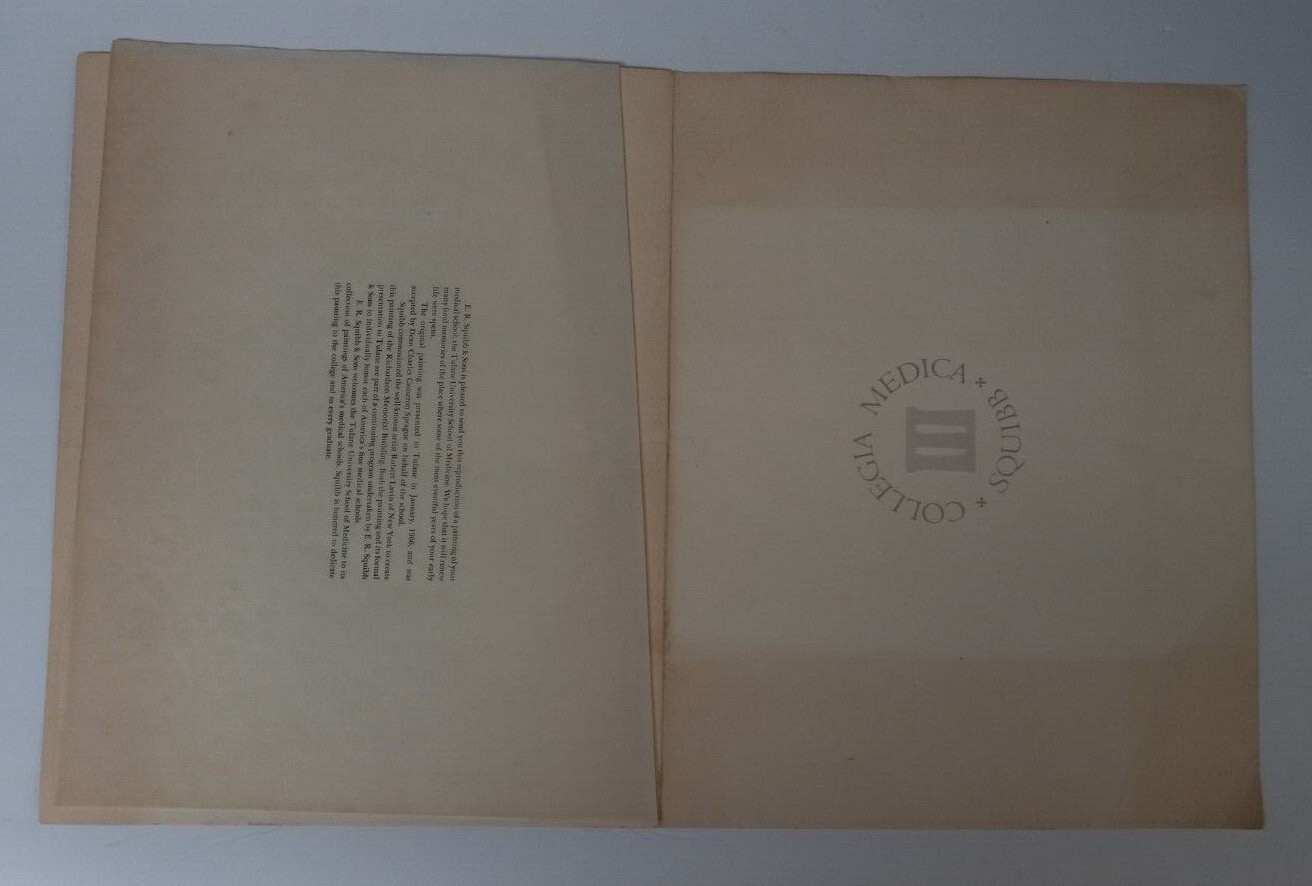 E. R. Squibb & Sons is pleased to send you this reproduction of a painting of your
medical school, the Tulane University School of Medicine. We hope that it will renew
many fond memories of the place where some of the most eventful years of your early
life were spent.
The original painting was presented to Tulane in January, 1966, and was
accepted by Dean Charles Cameron Sprague on behalf of the school.
Squibb commissioned the well-known artist Robert Lavin of New York to create
this painting of the Richardson Memorial Building. Both the painting and its formal
presentation to Tulane are part of a continuing program undertaken by E. R. Squibb
& Sons to individually honor each of America's fine medical schools.
E. R. Squibb & Sons welcomes the Tulane University School of Medicine to its
collection of paintings of America's medical schools. Squibb is honored to dedicate
this painting to the college and to every graduate.
COLLEGIA MEDICA + SQUIBB +